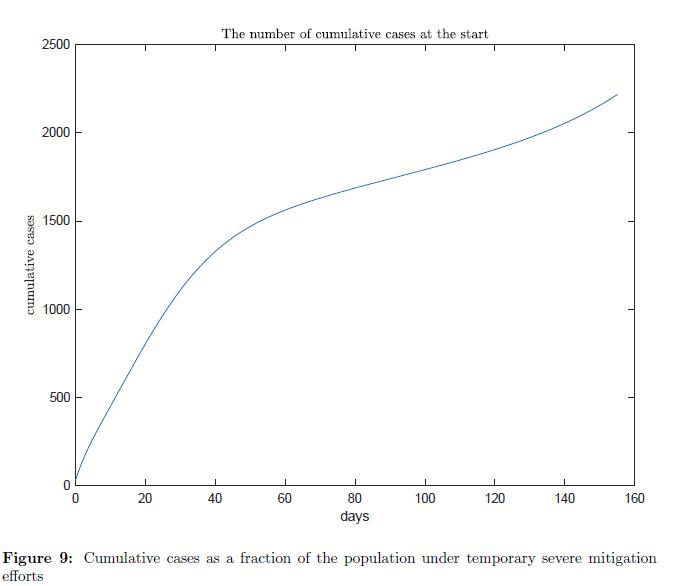 The number of cumulative cases at the start
2500
2000
1500
1000
500
0
cumulative cases
0 20 40 60 80 100 120 140 160
days
Figure 9: Cumulative cases as a fraction of the population under temporary severe mitigation
efforts